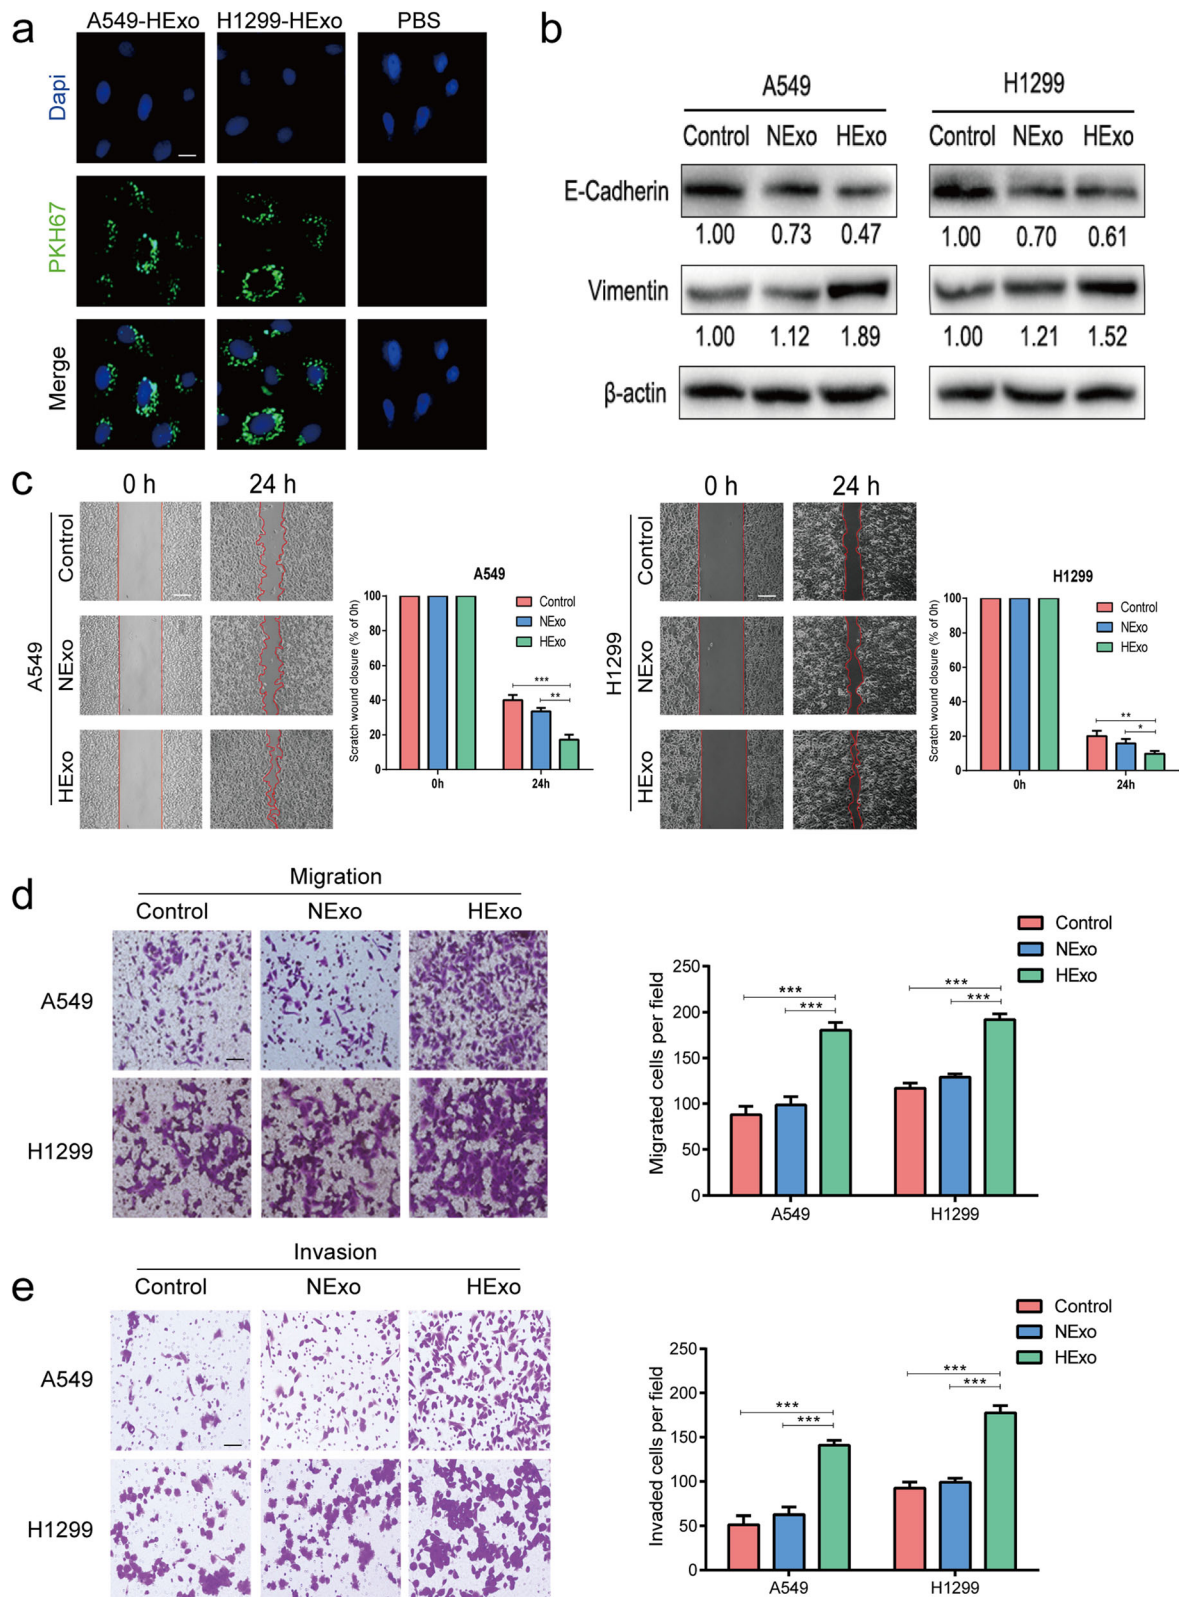 a
A549-HExo H1299-HExo PBS
Dapi
PKH67
Merge
b
A549 H1299
Control NExo HExo Control NExo HExo
E-Cadherin
1.00 0.73 0.47 1.00 0.70 0.61
Vimentin
1.00 1.12 1.89 1.00 1.21 1.52
β-actin
c
0 h 24 h
A549
Control
NExo
HExo
A549
Scratch wound closure (% of 0h)
100
80
60
40
20
0
Control
NExo
HExo
***
**
0h 24h
0 h 24 h
H1299
Control
NExo
HExo
H1299
Scratch wound closure (% of 0h)
100
80
60
40
20
0
Control
NExo
HExo
**
*
0h 24h
d
Migration
Control NExo HExo
A549
H1299
Control
NExo
HExo
Migrated cells per field
250
200
150
100
50
0
*** ***
*** ***
A549 H1299
e
Invasion
Control NExo HExo
A549
H1299
Control
NExo
HExo
Invaded cells per field
250
200
150
100
50
0
***
***
***
***
A549 H1299